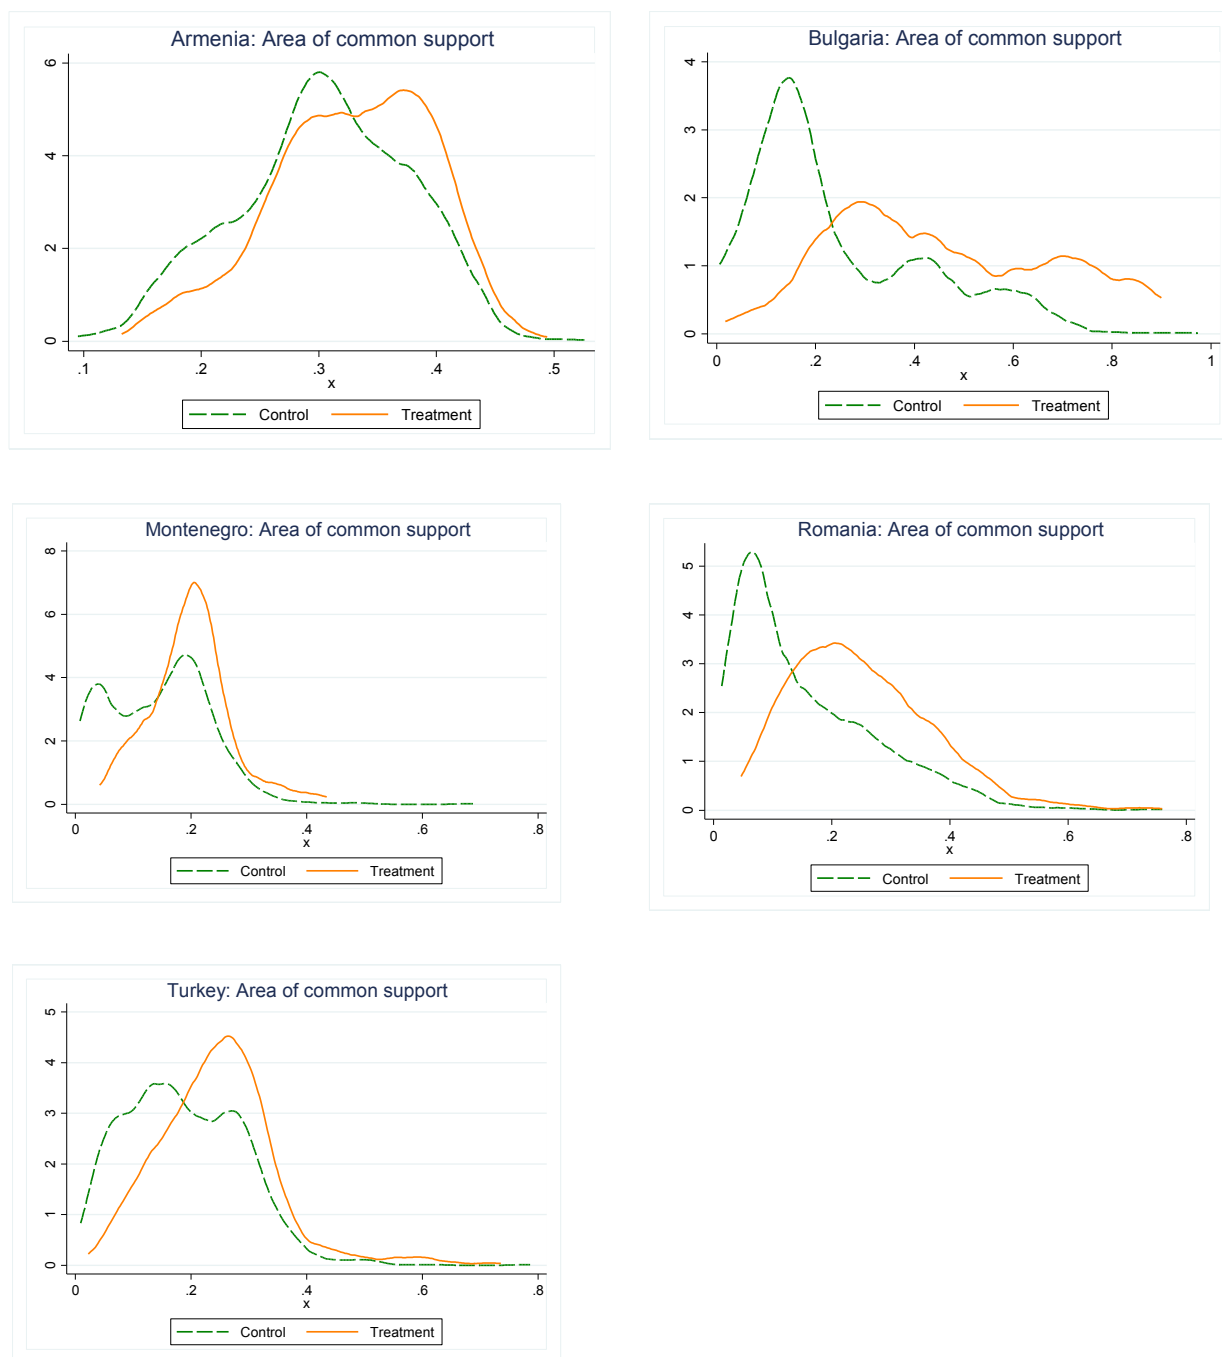 Armenia: Area of common support
6
4
2
0
.1 .2 .3 .4 .5
x
Control Treatment
Bulgaria: Area of common support
4
3
2
1
0
0 .2 .4 .6 .8 1
x
Control Treatment
Montenegro: Area of common support
8
6
4
2
0
0 .2 .4 .6 .8
x
Control Treatment
Romania: Area of common support
5
4
3
2
1
0
0 .2 .4 .6 .8
x
Control Treatment
Turkey: Area of common support
5
4
3
2
1
0
0 .2 .4 .6 .8
x
Control Treatment